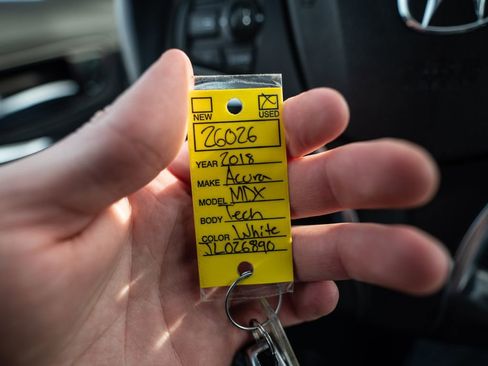 NEW USED
26026
YEAR 2018
MAKE Acura
MODEL MDX
BODY Tech
COLOR White
JL026890